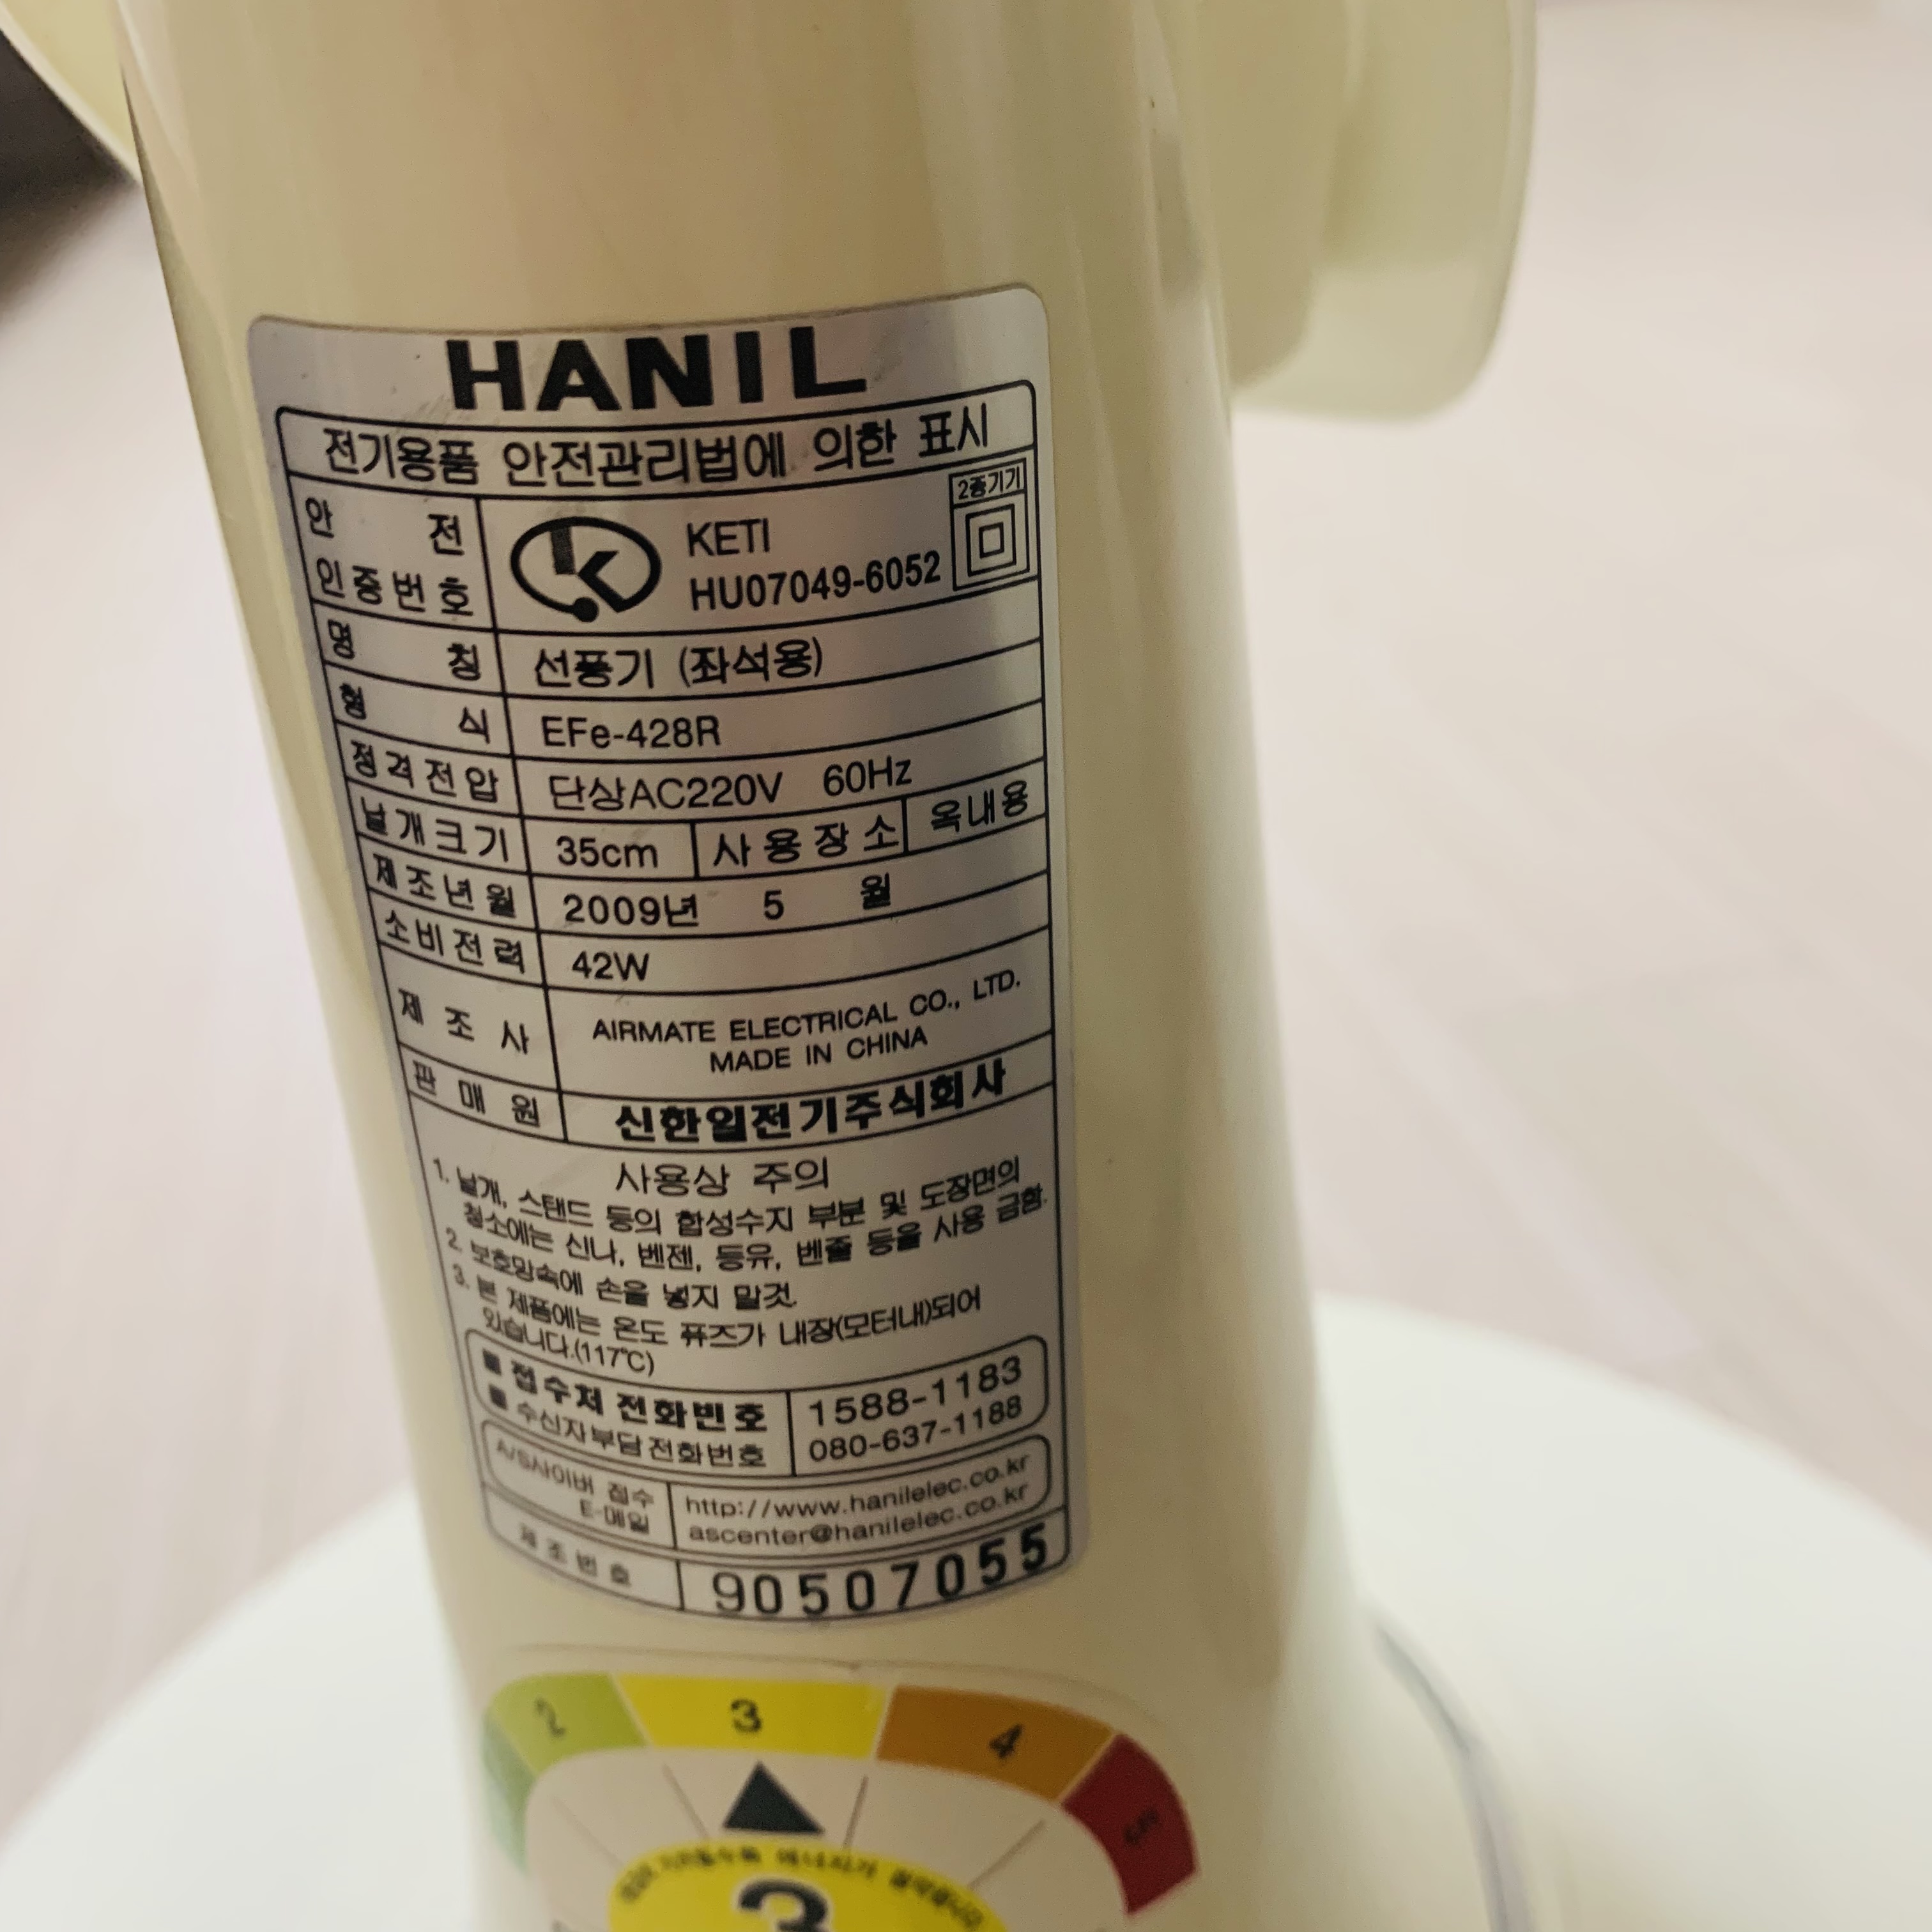 HANIL
전기용품 안전관리법에 의한 표시
안 전
인증번호
KETI
HU07049-6052
2종기기
명 칭 선풍기 (좌석용)
형 식 EFe-428R
정격전압 단상AC220V 60Hz
날개크기 35cm 사용장소 옥내용
제조년월 2009년 5 월
소비전력 42W
제조사 AIRMATE ELECTRICAL CO., LTD.
MADE IN CHINA
판매원 신한일전기주식회사
사용상 주의
1. 날개, 스탠드 등의 합성수지 부분 및 도장면의
청소에는 신나, 벤젠, 등유, 벤졸 등을 사용 금함.
2. 보호망속에 손을 넣지 말것.
3. 본 제품에는 온도 퓨즈가 내장(모터내)되어
있습니다.(117℃)
■ 접수처 전화번호 1588-1183
■ 수신자부담전화번호 080-637-1188
A/S사이버 접수 http://www.hanilelec.co.kr
E-메일 ascenter@hanilelec.co.kr
제조번호 90507055
2 3 4 5
3